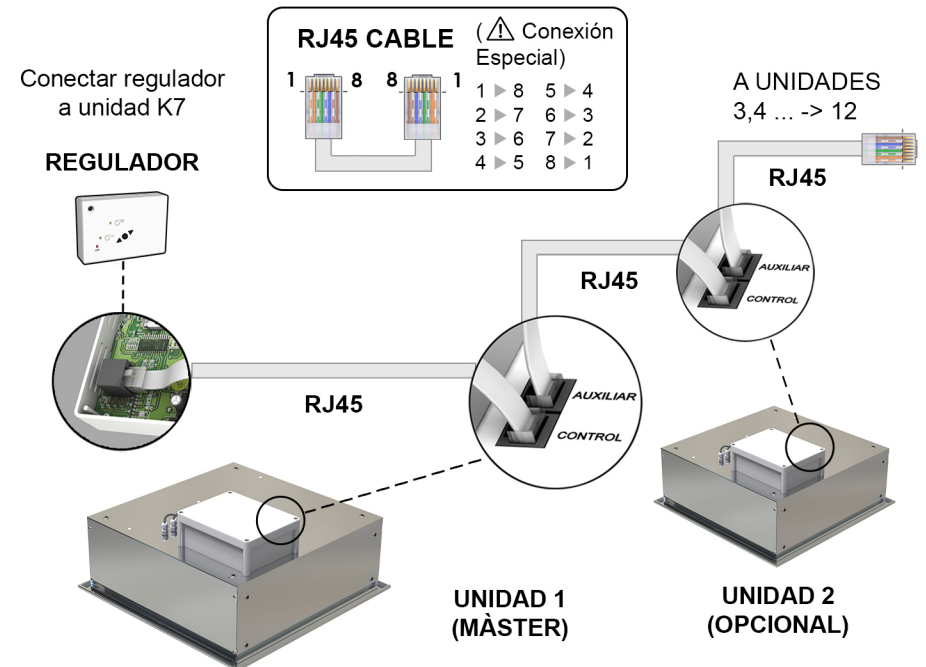 RJ45 CABLE
(⚠ Conexión
Especial)
1 8 8 1
1 ▶ 8 5 ▶ 4
2 ▶ 7 6 ▶ 3
3 ▶ 6 7 ▶ 2
4 ▶ 5 8 ▶ 1
Conectar regulador
a unidad K7
REGULADOR
A UNIDADES
3,4 ... -> 12
RJ45
AUXILIAR
CONTROL
RJ45
RJ45
AUXILIAR
CONTROL
UNIDAD 1
(MÀSTER)
UNIDAD 2
(OPCIONAL)